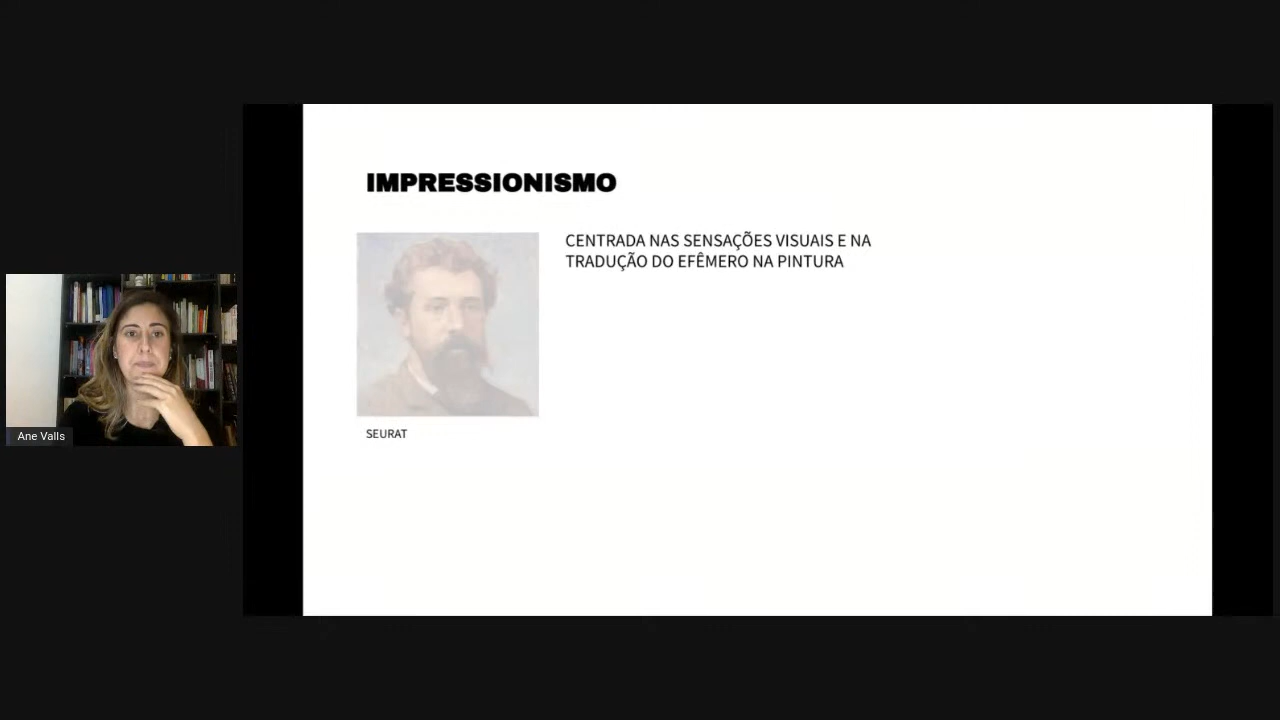 IMPRESSIONISMO
CENTRADA NAS SENSAÇÕES VISUAIS E NA
TRADUÇÃO DO EFÊMERO NA PINTURA
SEURAT
Ane Valls